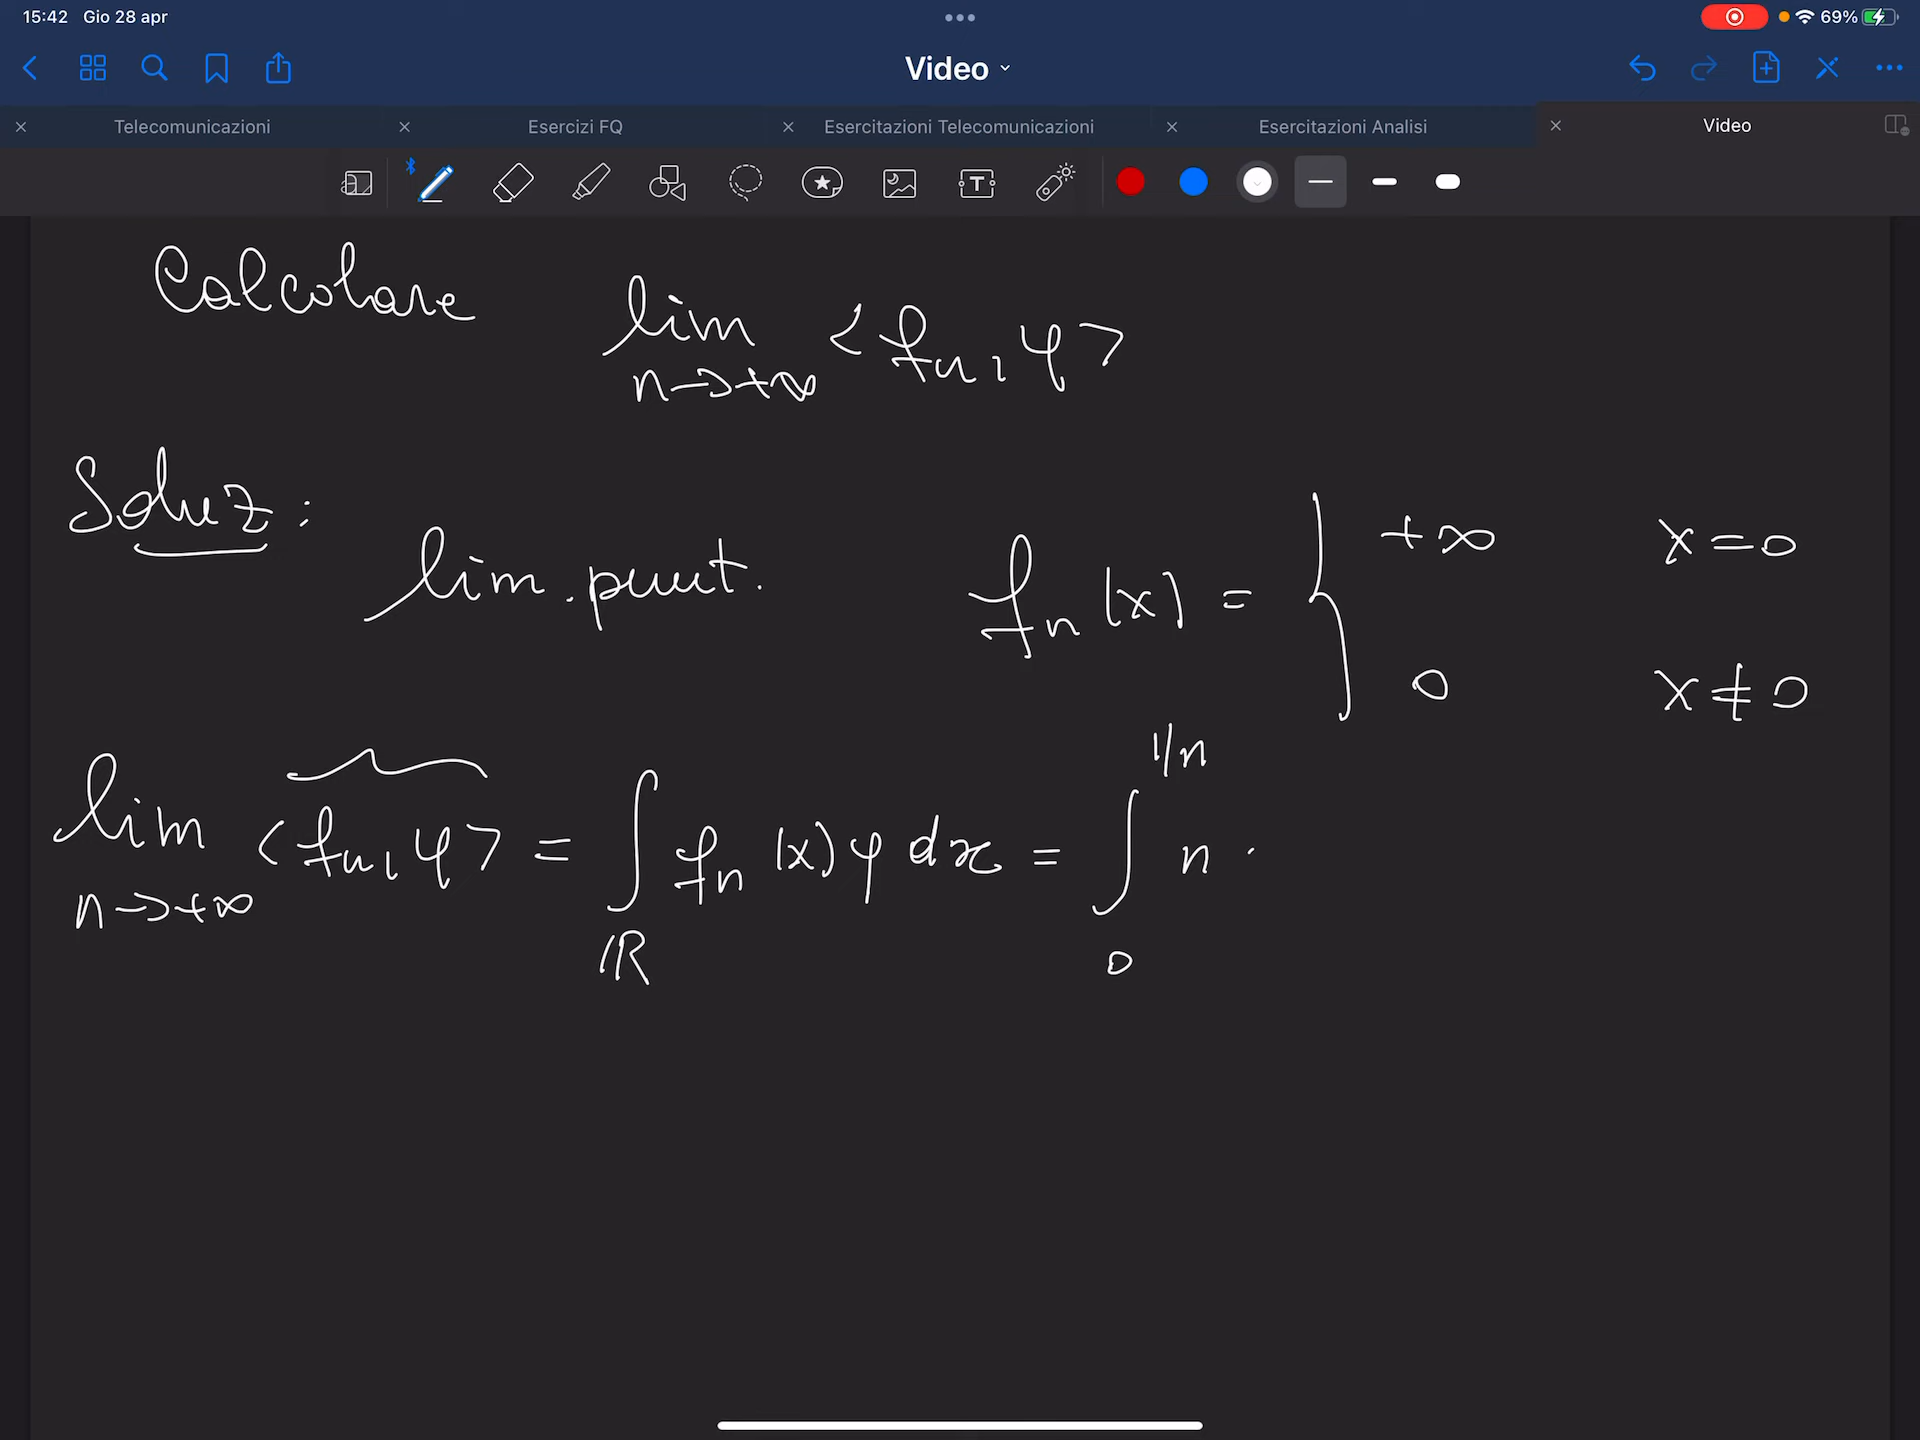 15:42 Gio 28 apr 69%
Video
Telecomunicazioni Esercizi FQ Esercitazioni Telecomunicazioni Esercitazioni Analisi Video
Calcolare lim n→+∞ <fn, φ>
Soluz:
lim. punt. fn(x) = { +∞ x=0
0 x≠0
lim n→+∞ <fn, φ> = ∫ℝ fn(x) φ dx = ∫0^1/n n ·